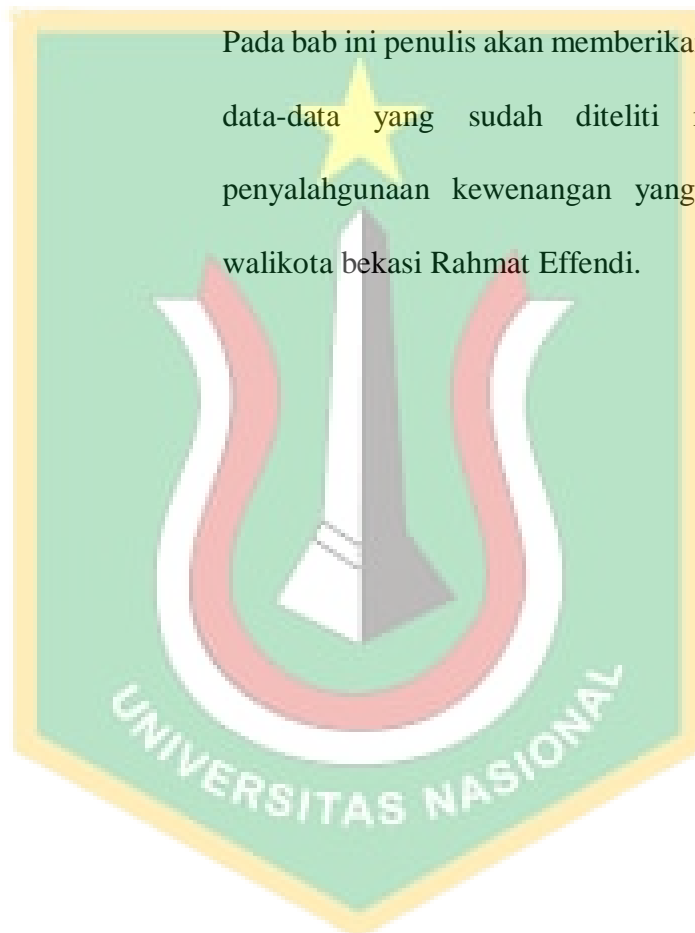 Pada bab ini penulis akan memberika
data-data yang sudah diteliti
penyalahgunaan kewenangan yang
walikota bekasi Rahmat Effendi.
UNIVERSITAS NASIONAL